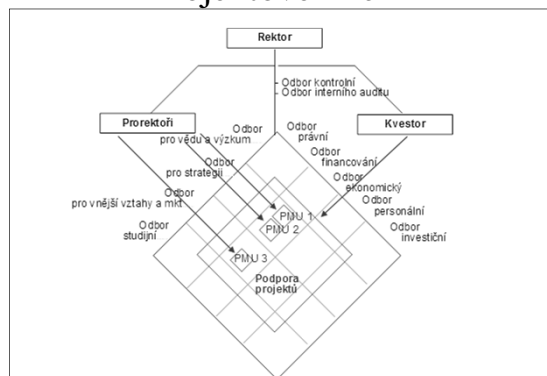 Rektor
Odbor kontrolní
Odbor interního auditu
Prorektoři
Kvestor
Odbor
pro vědu a výzkum
Odbor
právní
Odbor
pro strategii
Odbor
financování
Odbor
pro vnější vztahy a mkt
Odbor
ekonomický
Odbor
studijní
Odbor
personální
Odbor
investiční
PMU 1
PMU 2
PMU 3
Podpora
projektů